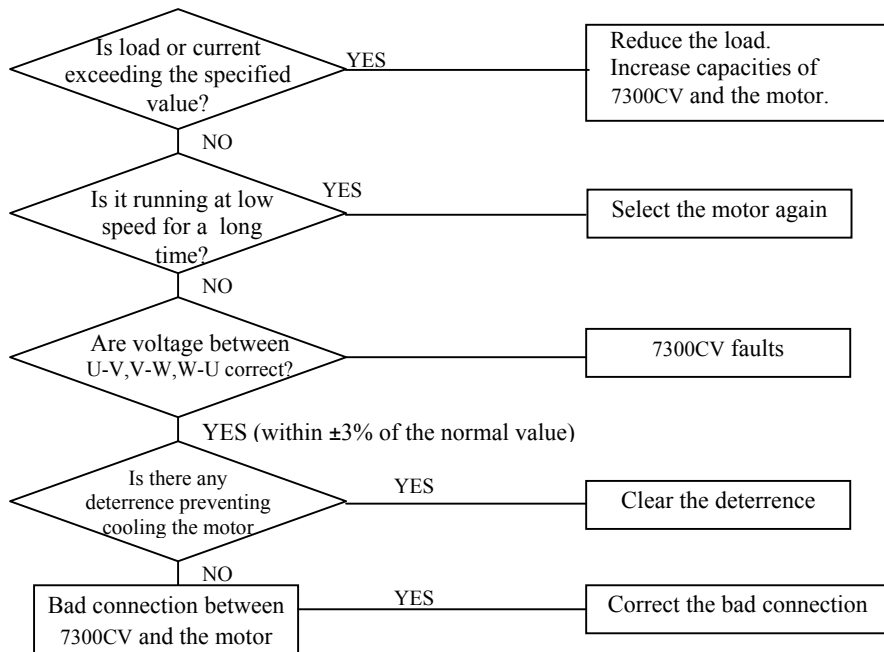 Is load or current
exceeding the specified
value?
YES
Reduce the load.
Increase capacities of
7300CV and the motor.
NO
Is it running at low
speed for a long
time?
YES
Select the motor again
NO
Are voltage between
U-V,V-W,W-U correct?
7300CV faults
YES (within ±3% of the normal value)
Is there any
deterrence preventing
cooling the motor
YES
Clear the deterrence
NO
Bad connection between
7300CV and the motor
YES
Correct the bad connection